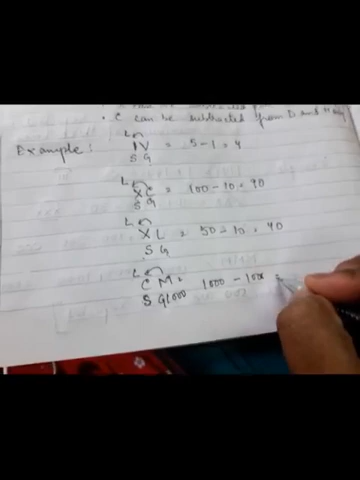 • C can be subtracted from D and M only
Example :
L
IV = 5-1 = 4
S G
L
XC = 100-10 = 90
S G
L
XL = 50-10 = 40
S G
L
CM = 1000 - 100 =
S G 1000